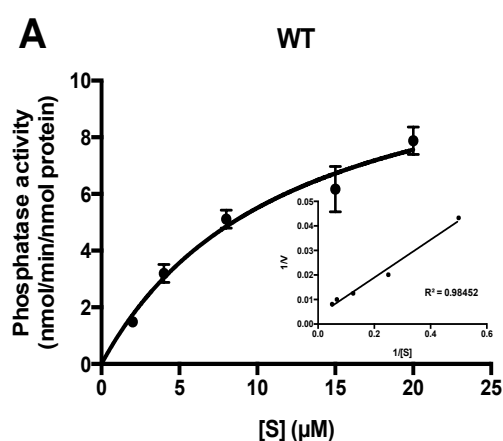 A
WT
Phosphatase activity
(nmol/min/nmol protein)
10
8
6
4
2
0
0
5
10
15
20
25
[S] (µM)
1/V
0.05
0.04
0.03
0.02
0.01
0.00
0.0
0.2
0.4
0.6
1/[S]
R² = 0.98452